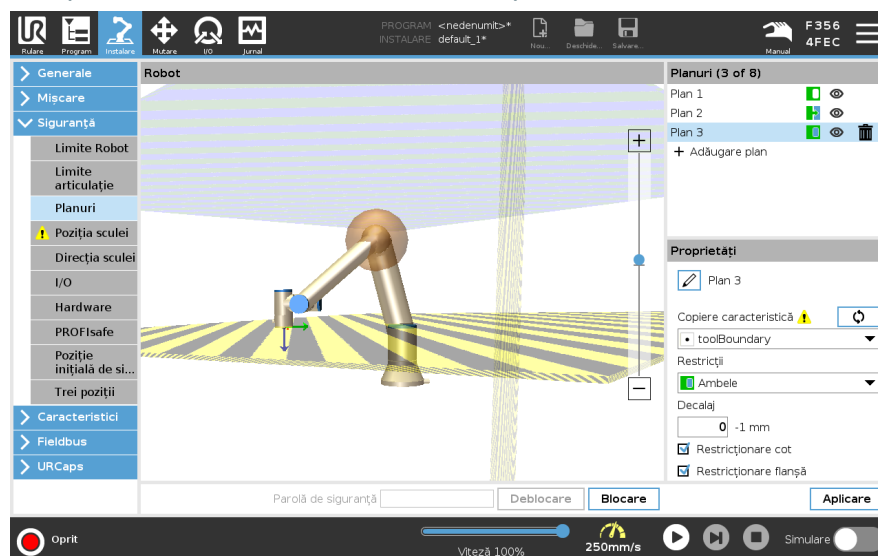 PROGRAM <nedenumit>*
INSTALARE default_1*
Rulare
Program
Instalare
Mutare
I/O
Jurnal
Nou...
Deschide...
Salvare...
Manual
F356
4FEC
Generale
Mișcare
Siguranță
Limite Robot
Limite
articulație
Planuri
Poziția sculei
Direcția sculei
I/O
Hardware
PROFIsafe
Poziție
inițială de si...
Trei poziții
Caracteristici
Fieldbus
URCaps
Robot
Planuri (3 of 8)
Plan 1
Plan 2
Plan 3
+ Adăugare plan
Proprietăți
Plan 3
Copiere caracteristică
toolBoundary
Restricții
Ambele
Decalaj
0 -1 mm
Restricționare cot
Restricționare flanșă
Parolă de siguranță
Deblocare
Blocare
Aplicare
Oprit
Viteză 100%
250mm/s
Simulare